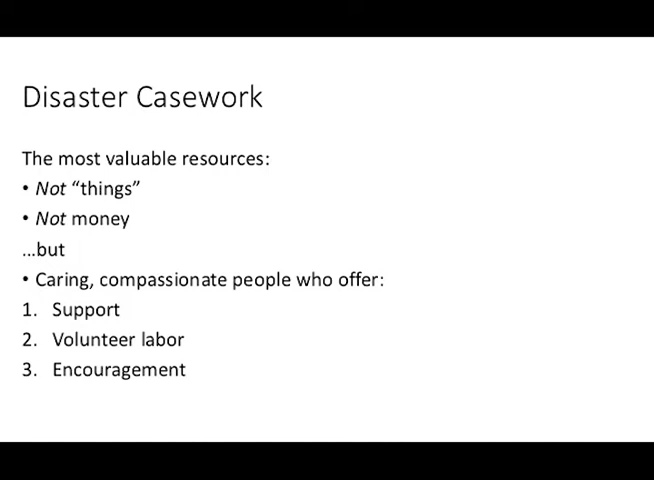 Disaster Casework
The most valuable resources:
• Not “things”
• Not money
…but
• Caring, compassionate people who offer:
1. Support
2. Volunteer labor
3. Encouragement